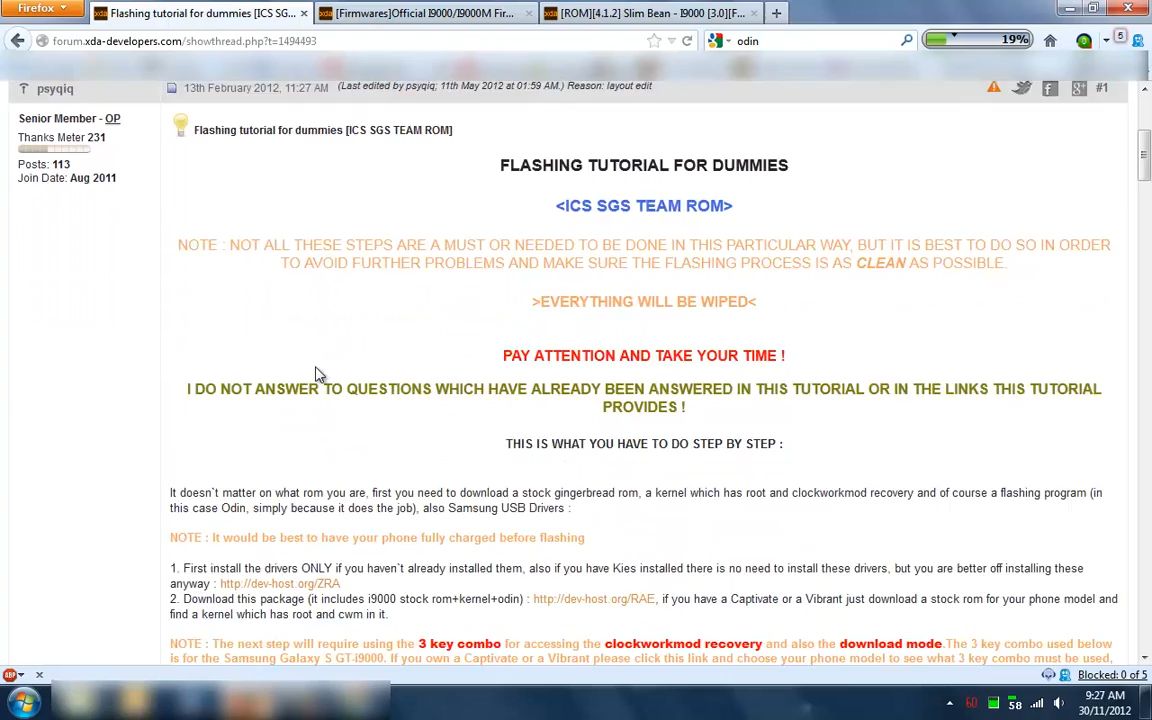 Firefox
Flashing tutorial for dummies [ICS SG...
[Firmwares]Official I9000/I9000M Fir...
[ROM][4.1.2] Slim Bean - I9000 [3.0][F...
forum.xda-developers.com/showthread.php?t=1494493
odin
19%
5
psyqiq
13th February 2012, 11:27 AM (Last edited by psyqiq; 11th May 2012 at 01:59 AM.) Reason: layout edit
#1
Senior Member - OP
Thanks Meter 231
Posts: 113
Join Date: Aug 2011
Flashing tutorial for dummies [ICS SGS TEAM ROM]
FLASHING TUTORIAL FOR DUMMIES
<ICS SGS TEAM ROM>
NOTE : NOT ALL THESE STEPS ARE A MUST OR NEEDED TO BE DONE IN THIS PARTICULAR WAY, BUT IT IS BEST TO DO SO IN ORDER
TO AVOID FURTHER PROBLEMS AND MAKE SURE THE FLASHING PROCESS IS AS CLEAN AS POSSIBLE.
>EVERYTHING WILL BE WIPED<
PAY ATTENTION AND TAKE YOUR TIME !
I DO NOT ANSWER TO QUESTIONS WHICH HAVE ALREADY BEEN ANSWERED IN THIS TUTORIAL OR IN THE LINKS THIS TUTORIAL
PROVIDES !
THIS IS WHAT YOU HAVE TO DO STEP BY STEP :
It doesn`t matter on what rom you are, first you need to download a stock gingerbread rom, a kernel which has root and clockworkmod recovery and of course a flashing program (in
this case Odin, simply because it does the job), also Samsung USB Drivers :
NOTE : It would be best to have your phone fully charged before flashing
1. First install the drivers ONLY if you haven`t already installed them, also if you have Kies installed there is no need to install these drivers, but you are better off installing these
anyway : http://dev-host.org/ZRA
2. Download this package (it includes i9000 stock rom+kernel+odin) : http://dev-host.org/RAE, if you have a Captivate or a Vibrant just download a stock rom for your phone model and
find a kernel which has root and cwm in it.
NOTE : The next step will require using the 3 key combo for accessing the clockworkmod recovery and also the download mode.The 3 key combo used below
is for the Samsung Galaxy S GT-i9000. If you own a Captivate or a Vibrant please click this link and choose your phone model to see what 3 key combo must be used,
ABP
Blocked: 0 of 5
60
58
9:27 AM
30/11/2012